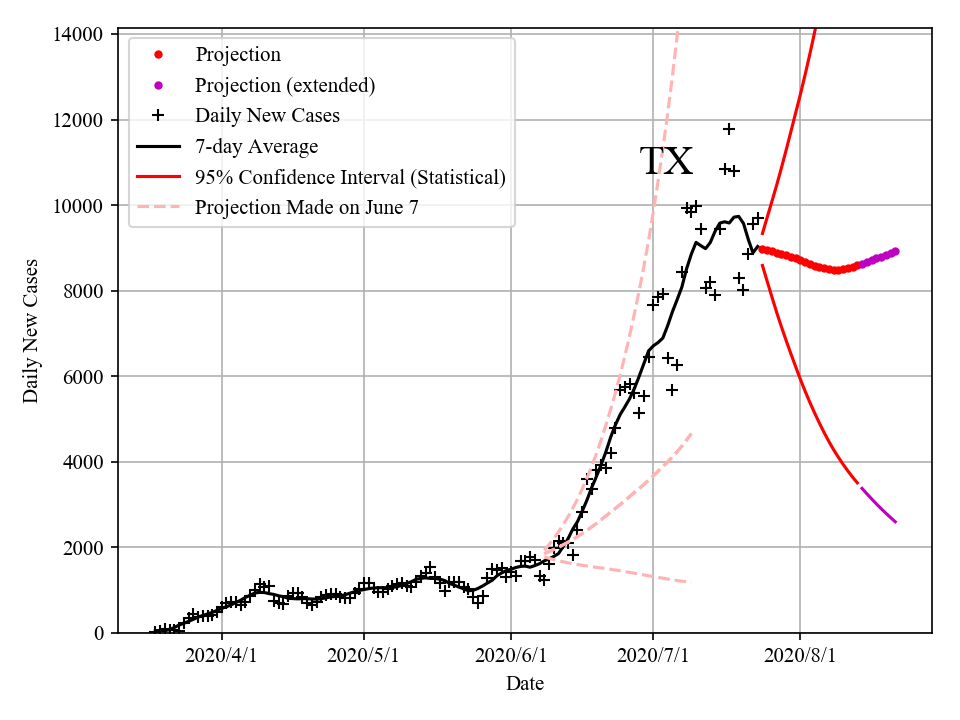 14000
12000
10000
8000
6000
4000
2000
0
Daily New Cases
Projection
Projection (extended)
Daily New Cases
7-day Average
95% Confidence Interval (Statistical)
Projection Made on June 7
TX
2020/4/1 2020/5/1 2020/6/1 2020/7/1 2020/8/1
Date